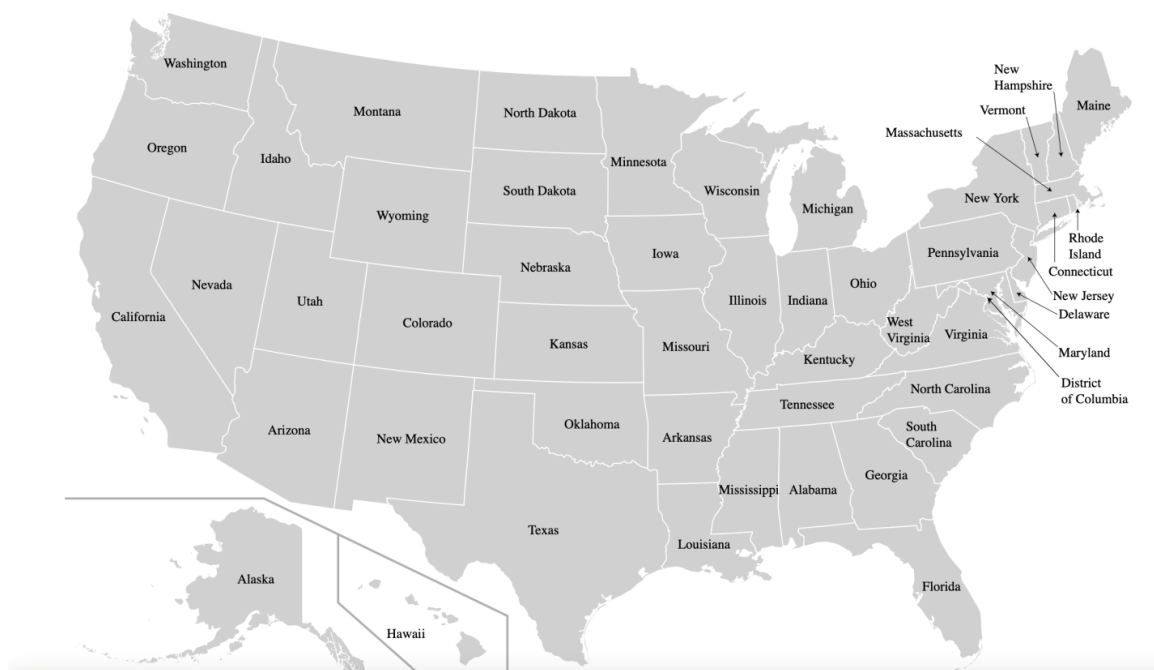 Washington
Montana
North Dakota
Minnesota
New
Hampshire
Vermont
Maine
Massachusetts
Oregon
Idaho
South Dakota
Wisconsin
Michigan
New York
Wyoming
Rhode
Island
Connecticut
Nebraska
Iowa
Pennsylvania
New Jersey
Delaware
Nevada
Utah
Colorado
Illinois
Indiana
Ohio
California
Kansas
Missouri
West
Virginia
Virginia
Maryland
Kentucky
District
of Columbia
North Carolina
Tennessee
Arizona
New Mexico
Oklahoma
Arkansas
South
Carolina
Mississippi
Alabama
Georgia
Texas
Louisiana
Florida
Alaska
Hawaii